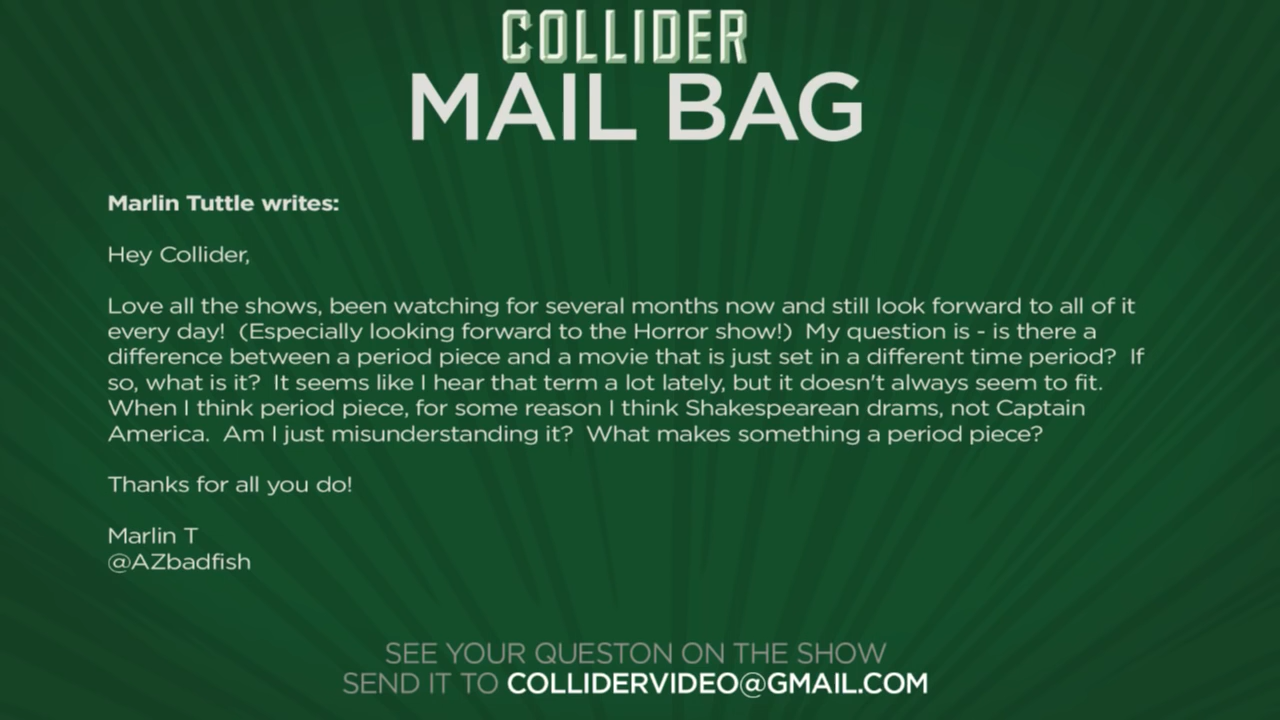 COLLIDER
MAIL BAG
Marlin Tuttle writes:
Hey Collider,
Love all the shows, been watching for several months now and still look forward to all of it
every day!  (Especially looking forward to the Horror show!)  My question is - is there a
difference between a period piece and a movie that is just set in a different time period?  If
so, what is it?  It seems like I hear that term a lot lately, but it doesn't always seem to fit.
When I think period piece, for some reason I think Shakespearean drams, not Captain
America.  Am I just misunderstanding it?  What makes something a period piece?
Thanks for all you do!
Marlin T
@AZbadfish
SEE YOUR QUESTON ON THE SHOW
SEND IT TO COLLIDERVIDEO@GMAIL.COM